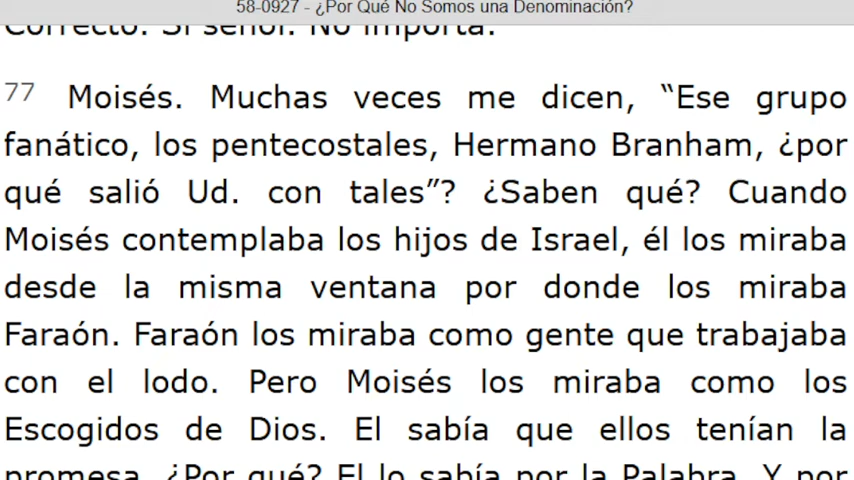 58-0927 - ¿Por Qué No Somos una Denominación?
Correcto. Sí señor. No importa.
77 Moisés. Muchas veces me dicen, “Ese grupo
fanático, los pentecostales, Hermano Branham, ¿por
qué salió Ud. con tales”? ¿Saben qué? Cuando
Moisés contemplaba los hijos de Israel, él los miraba
desde la misma ventana por donde los miraba
Faraón. Faraón los miraba como gente que trabajaba
con el lodo. Pero Moisés los miraba como los
Escogidos de Dios. El sabía que ellos tenían la
promesa. ¿Por qué? El lo sabía por la Palabra. Y por